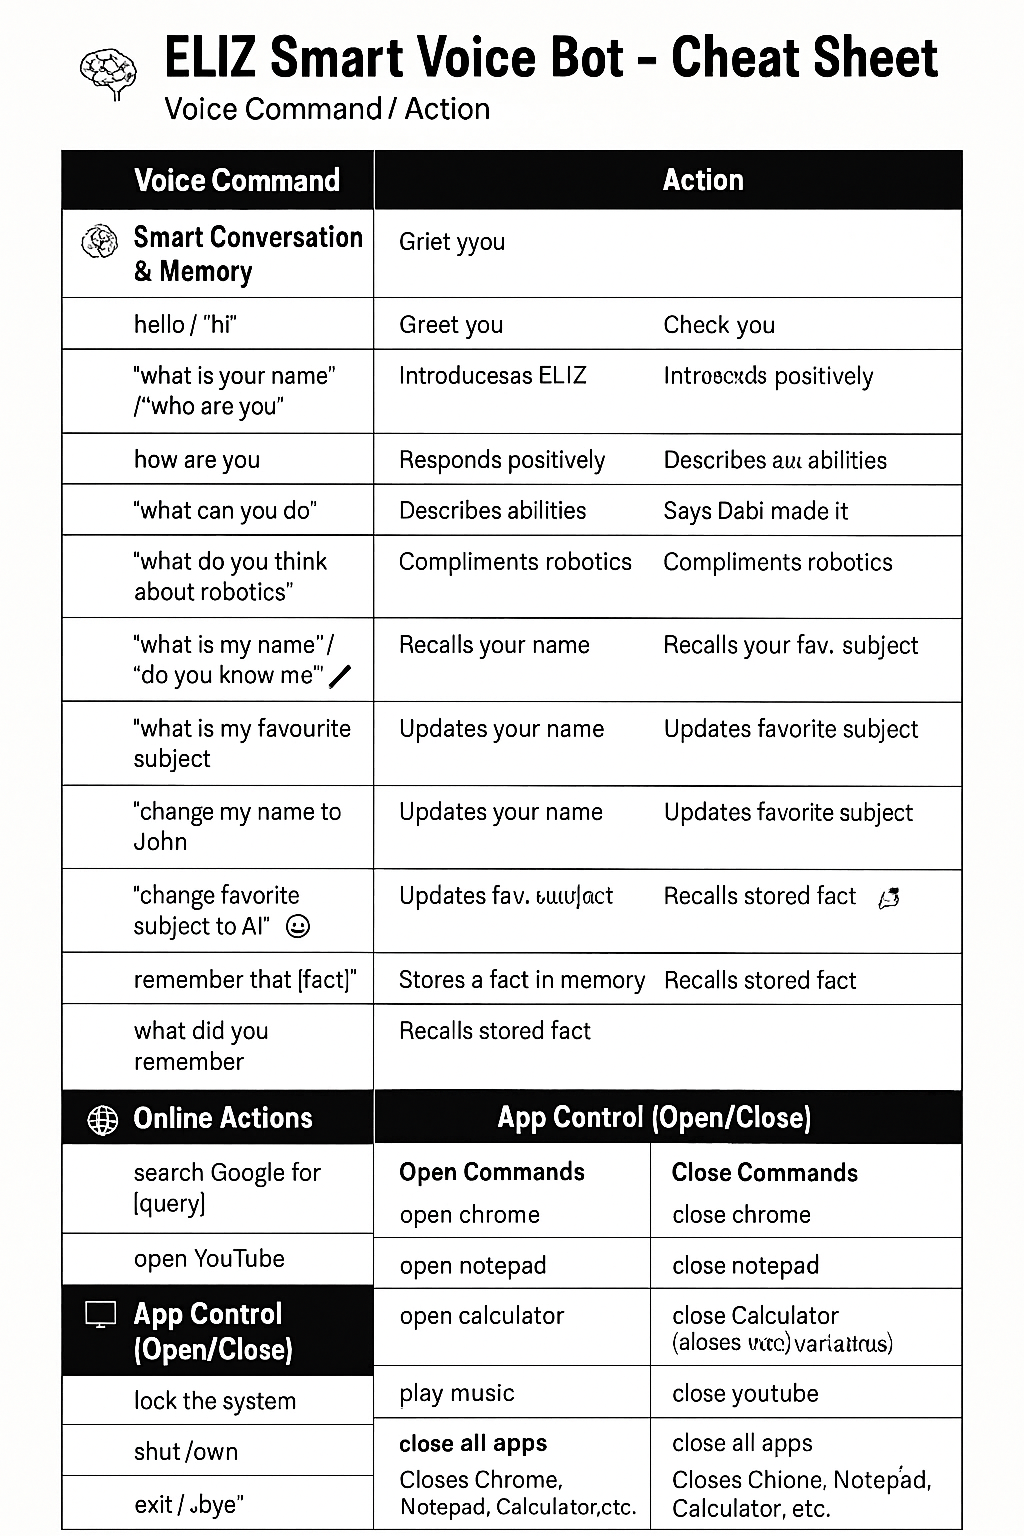 ELIZ Smart Voice Bot - Cheat Sheet
Voice Command / Action
Voice Command Action
Smart Conversation Griet yyou
& Memory
hello / "hi" Greet you Check you
"what is your name" Introducesas ELIZ positively
/"who are you"
how are you Responds positively Describes abilities
"what can you do" Describes abilities Says Dabi made it
"what do you think Compliments robotics Compliments robotics
about robotics"
"what is my name" / Recalls your name Recalls your fav. subject
"do you know me"'
"what is my favourite Updates your name Updates favorite subject
subject
"change my name to Updates your name Updates favorite subject
John
"change favorite Updates fav. Recalls stored fact
subject to AI"
remember that [fact]" Stores a fact in memory Recalls stored fact
what did you Recalls stored fact
remember
Online Actions App Control (Open/Close)
search Google for Open Commands Close Commands
[query] open chrome close chrome
open YouTube open notepad close notepad
App Control open calculator close Calculator
(Open/Close) (aloses
lock the system play music close youtube
shut /own close all apps close all apps
exit / Closes Chrome, Closes Chione, Notepad,
Notepad, Calculator,ctc. Calculator, etc.